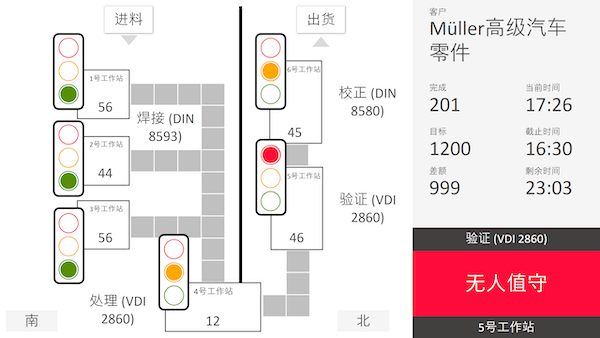 进料
出货
1号工作站
56
焊接 (DIN
8593)
2号工作站
44
3号工作站
56
处理 (VDI
2860)
4号工作站
12
南
6号工作站
45
校正 (DIN
8580)
5号工作站
46
验证 (VDI
2860)
北
客户
Müller高级汽车
零件
完成
当前时间
201
17:26
目标
截止时间
1200
16:30
差额
剩余时间
999
23:03
验证 (VDI 2860)
无人值守
5号工作站